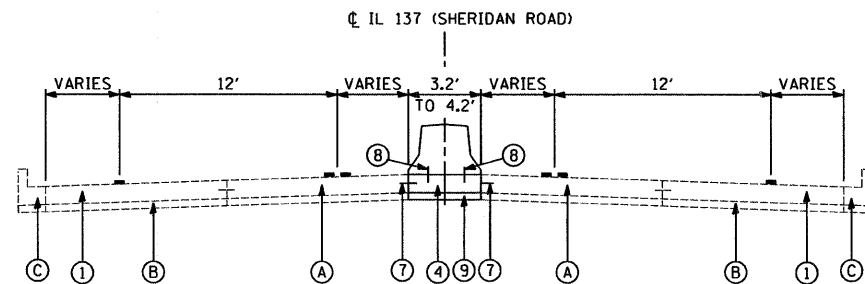 ℄ IL 137 (SHERIDAN ROAD)
VARIES 12' VARIES 3.2' VARIES 12' VARIES
TO 4.2'
8 8
C 1 B A 7 4 9 7 A B 1 C